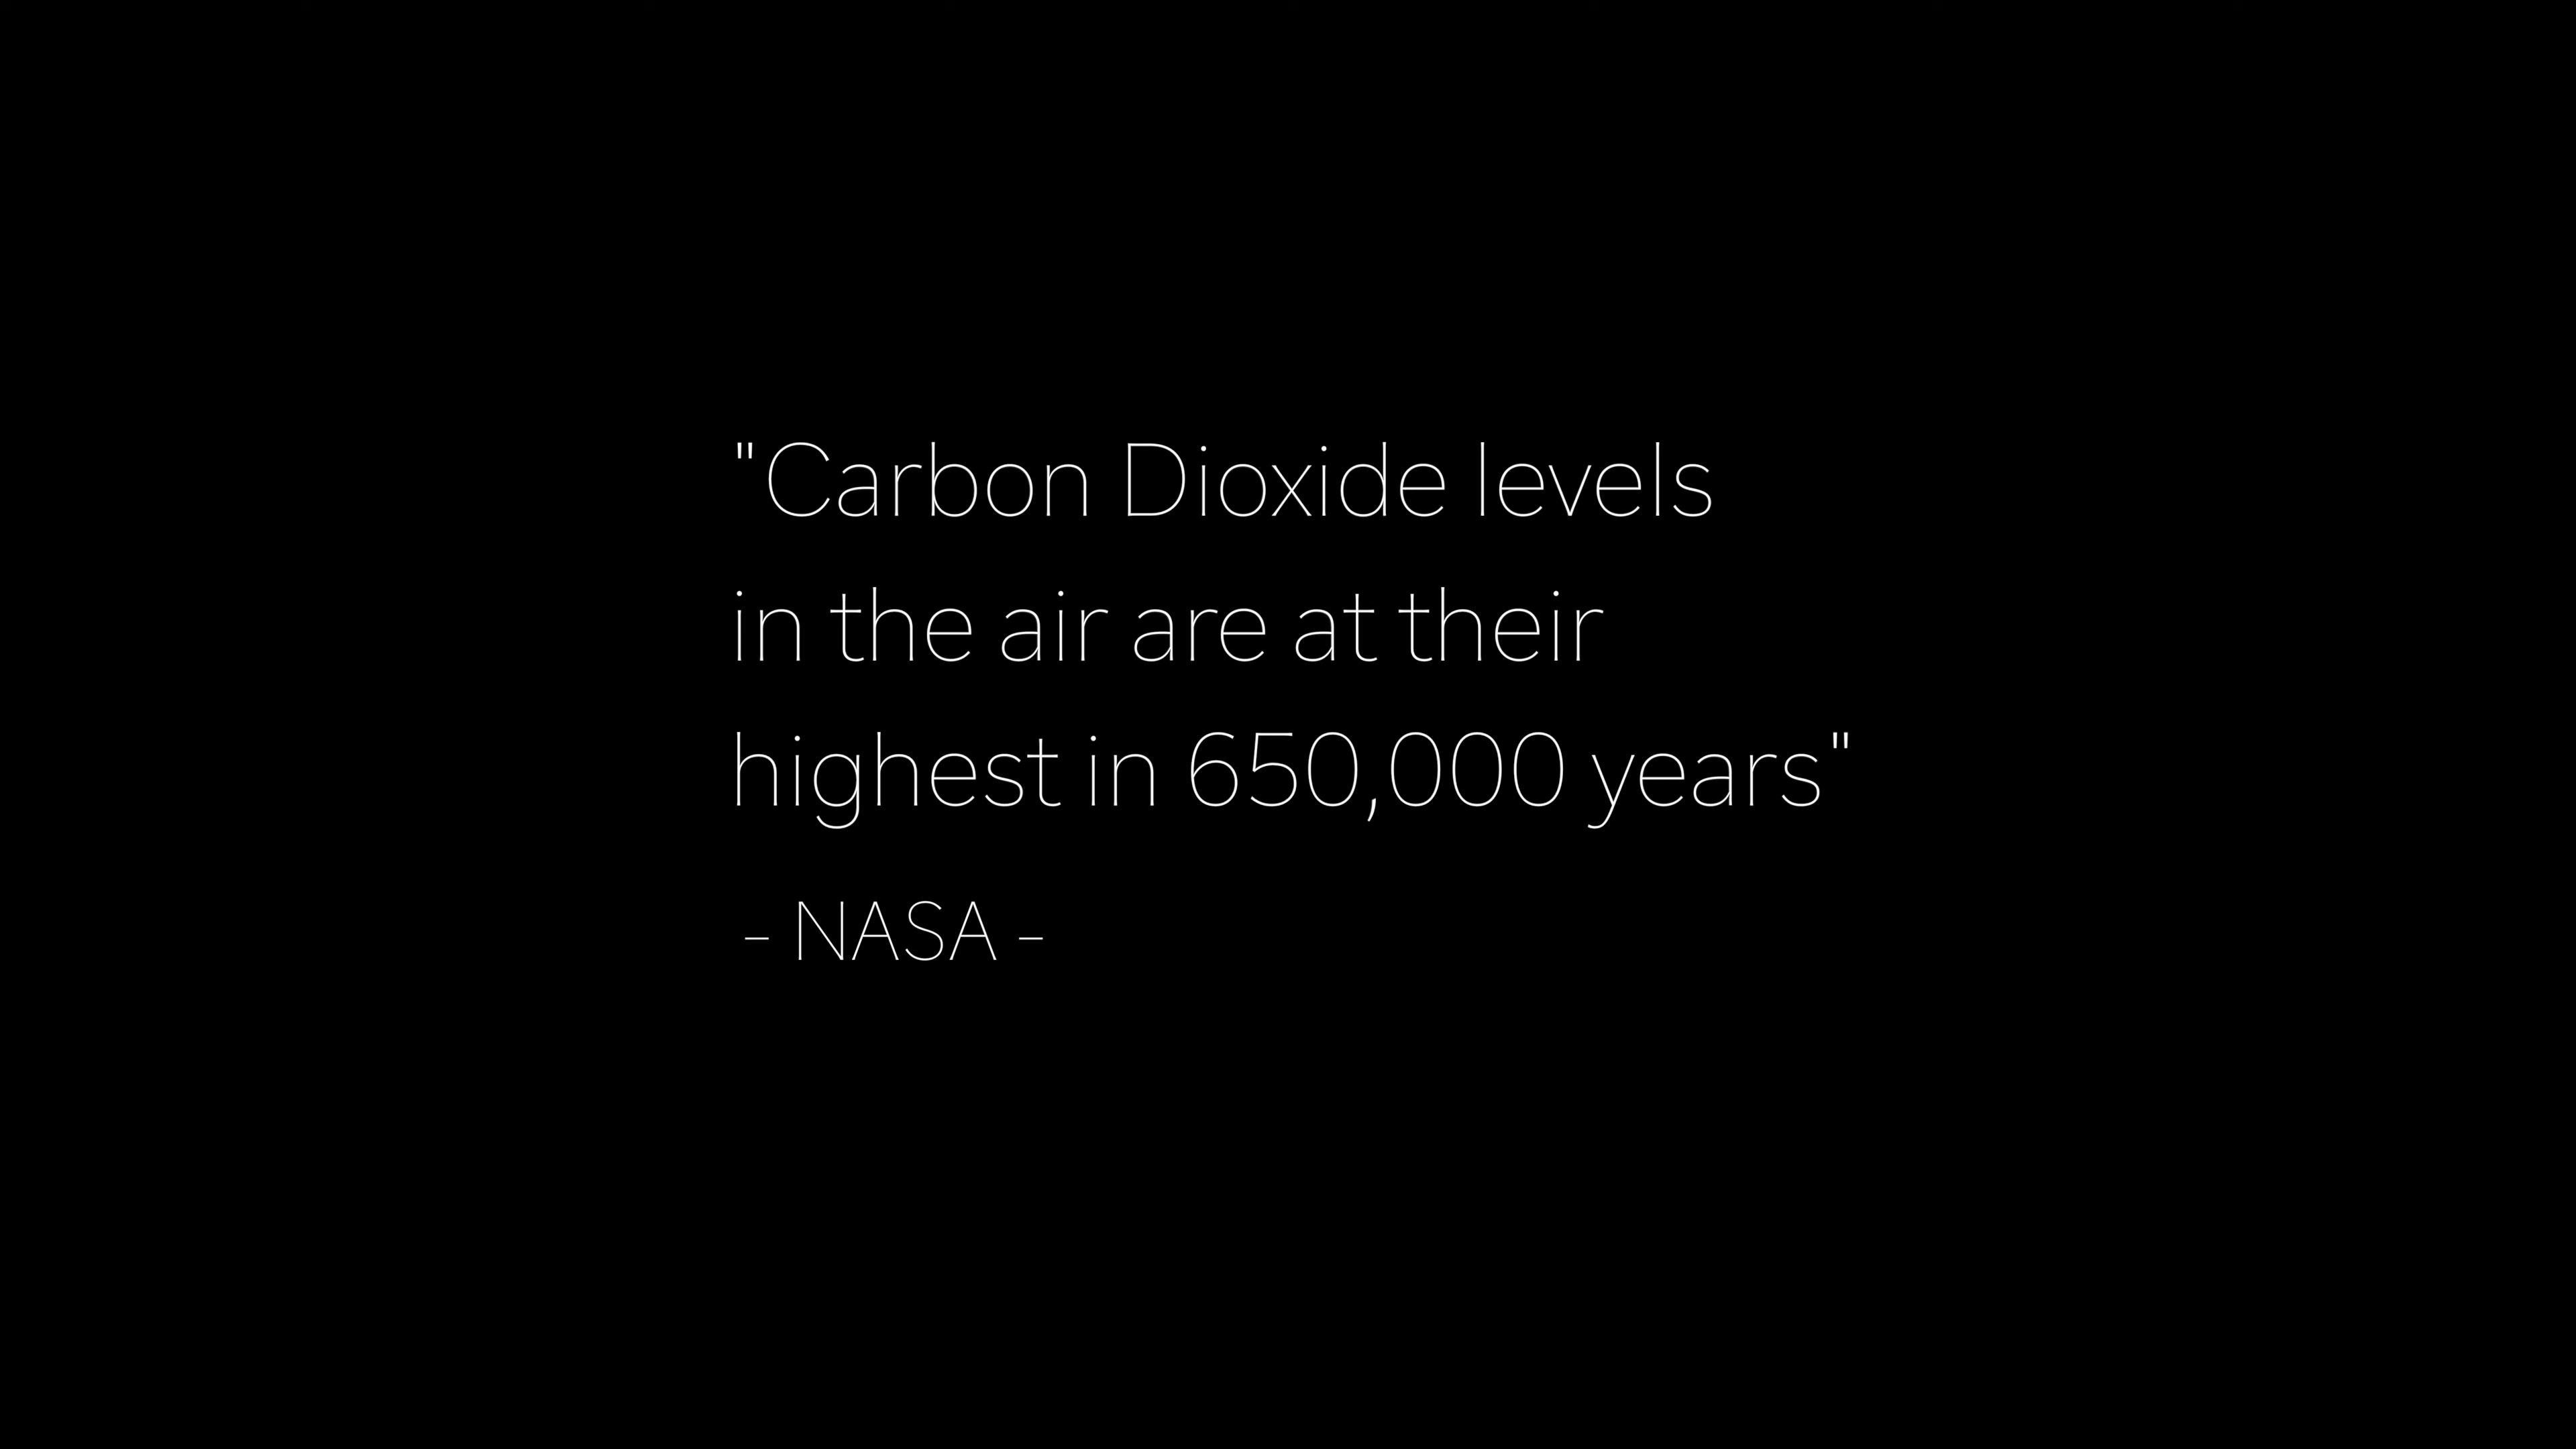 "Carbon Dioxide levels
in the air are at their
highest in 650,000 years"
– NASA –